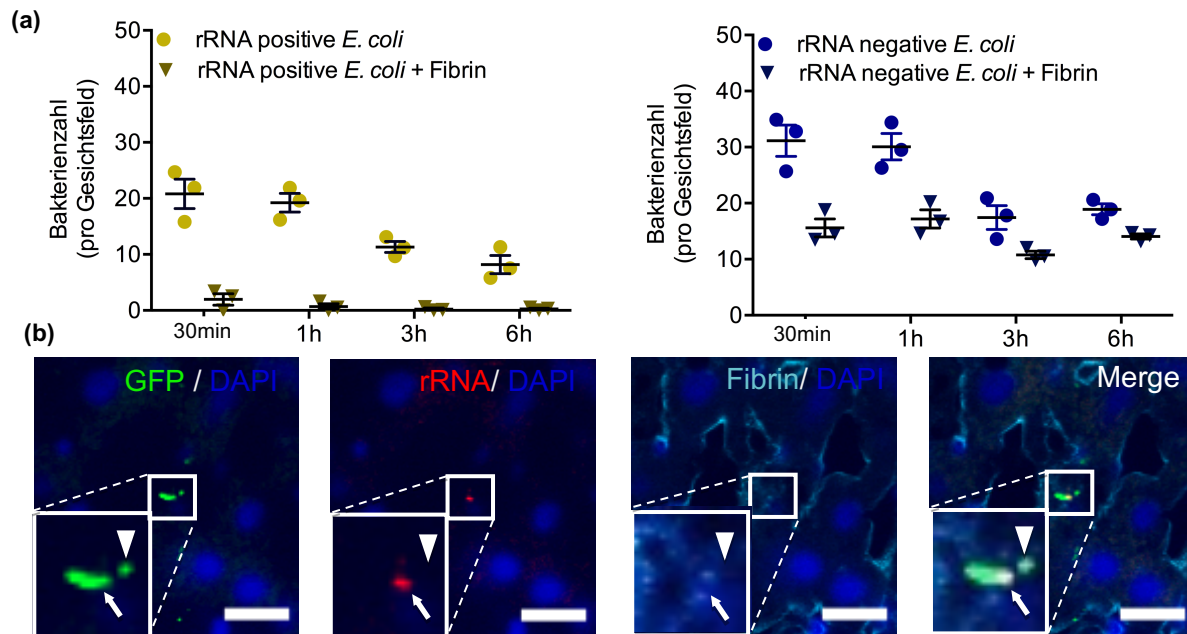 (a)
50
40
30
20
10
0
Bakterienzahl
(pro Gesichtsfeld)
rRNA positive E. coli
rRNA positive E. coli + Fibrin
30min 1h 3h 6h
50
40
30
20
10
0
Bakterienzahl
(pro Gesichtsfeld)
rRNA negative E. coli
rRNA negative E. coli + Fibrin
30min 1h 3h 6h
(b)
GFP / DAPI
rRNA/ DAPI
Fibrin/ DAPI
Merge